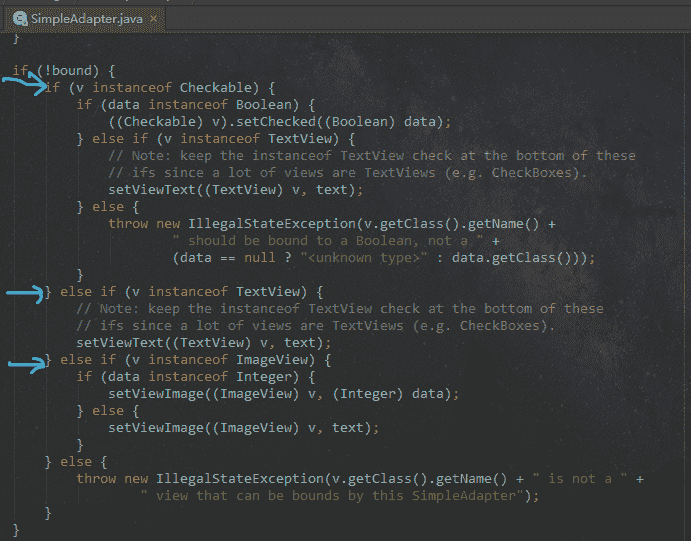 SimpleAdapter.java ×
}
if (!bound) {
if (v instanceof Checkable) {
if (data instanceof Boolean) {
((Checkable) v).setChecked((Boolean) data);
} else if (v instanceof TextView) {
// Note: keep the instanceof TextView check at the bottom of these
// ifs since a lot of views are TextViews (e.g. CheckBoxes).
setViewText((TextView) v, text);
} else {
throw new IllegalStateException(v.getClass().getName() +
" should be bound to a Boolean, not a " +
(data == null ? "<unknown type>" : data.getClass()));
}
} else if (v instanceof TextView) {
// Note: keep the instanceof TextView check at the bottom of these
// ifs since a lot of views are TextViews (e.g. CheckBoxes).
setViewText((TextView) v, text);
} else if (v instanceof ImageView) {
if (data instanceof Integer) {
setViewImage((ImageView) v, (Integer) data);
} else {
setViewImage((ImageView) v, text);
}
} else {
throw new IllegalStateException(v.getClass().getName() + " is not a " +
" view that can be bounds by this SimpleAdapter");
}
}